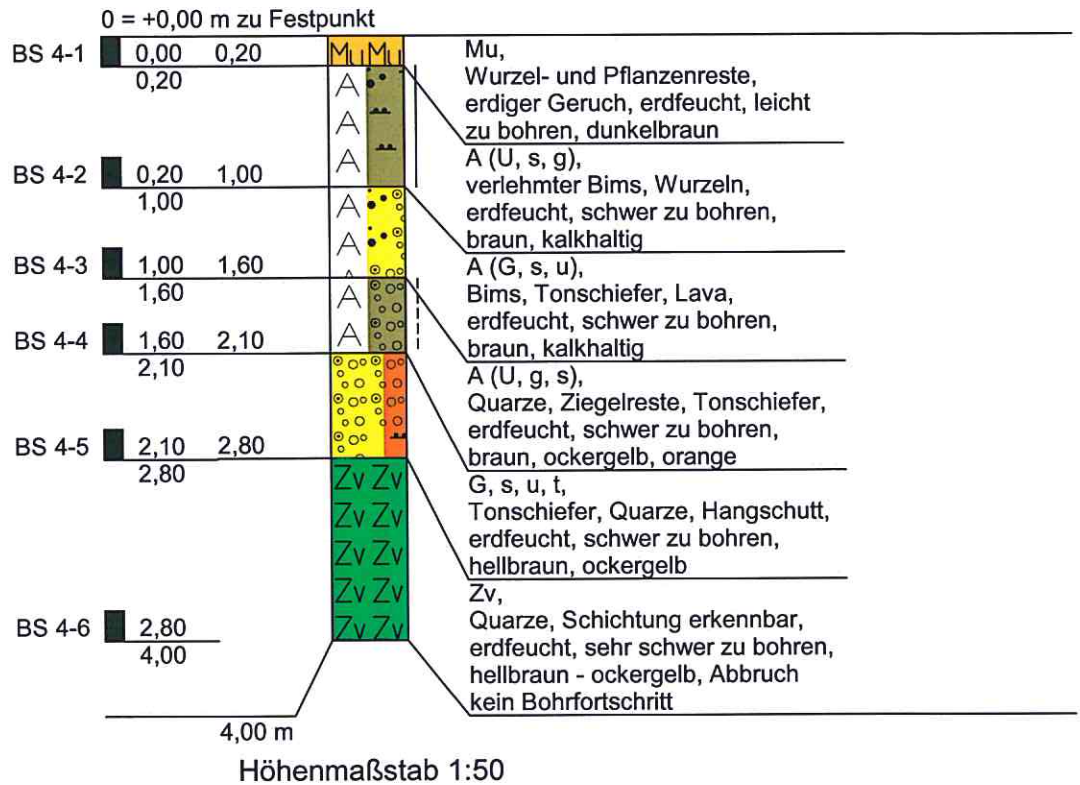 0 = +0,00 m zu Festpunkt
BS 4-1 0,00 0,20
0,20
Mu Mu
Mu,
Wurzel- und Pflanzenreste,
erdiger Geruch, erdfeucht, leicht
zu bohren, dunkelbraun
A
A
A
BS 4-2 0,20 1,00
1,00
A (U, s, g),
verlehmter Bims, Wurzeln,
erdfeucht, schwer zu bohren,
braun, kalkhaltig
A
A
A
BS 4-3 1,00 1,60
1,60
A (G, s, u),
Bims, Tonschiefer, Lava,
erdfeucht, schwer zu bohren,
braun, kalkhaltig
A
A
BS 4-4 1,60 2,10
2,10
A (U, g, s),
Quarze, Ziegelreste, Tonschiefer,
erdfeucht, schwer zu bohren,
braun, ockergelb, orange
BS 4-5 2,10 2,80
2,80
G, s, u, t,
Tonschiefer, Quarze, Hangschutt,
erdfeucht, schwer zu bohren,
hellbraun, ockergelb
Zv Zv
Zv Zv
Zv Zv
Zv Zv
Zv Zv
BS 4-6 2,80
4,00
Zv,
Quarze, Schichtung erkennbar,
erdfeucht, sehr schwer zu bohren,
hellbraun - ockergelb, Abbruch
kein Bohrfortschritt
4,00 m
Höhenmaßstab 1:50